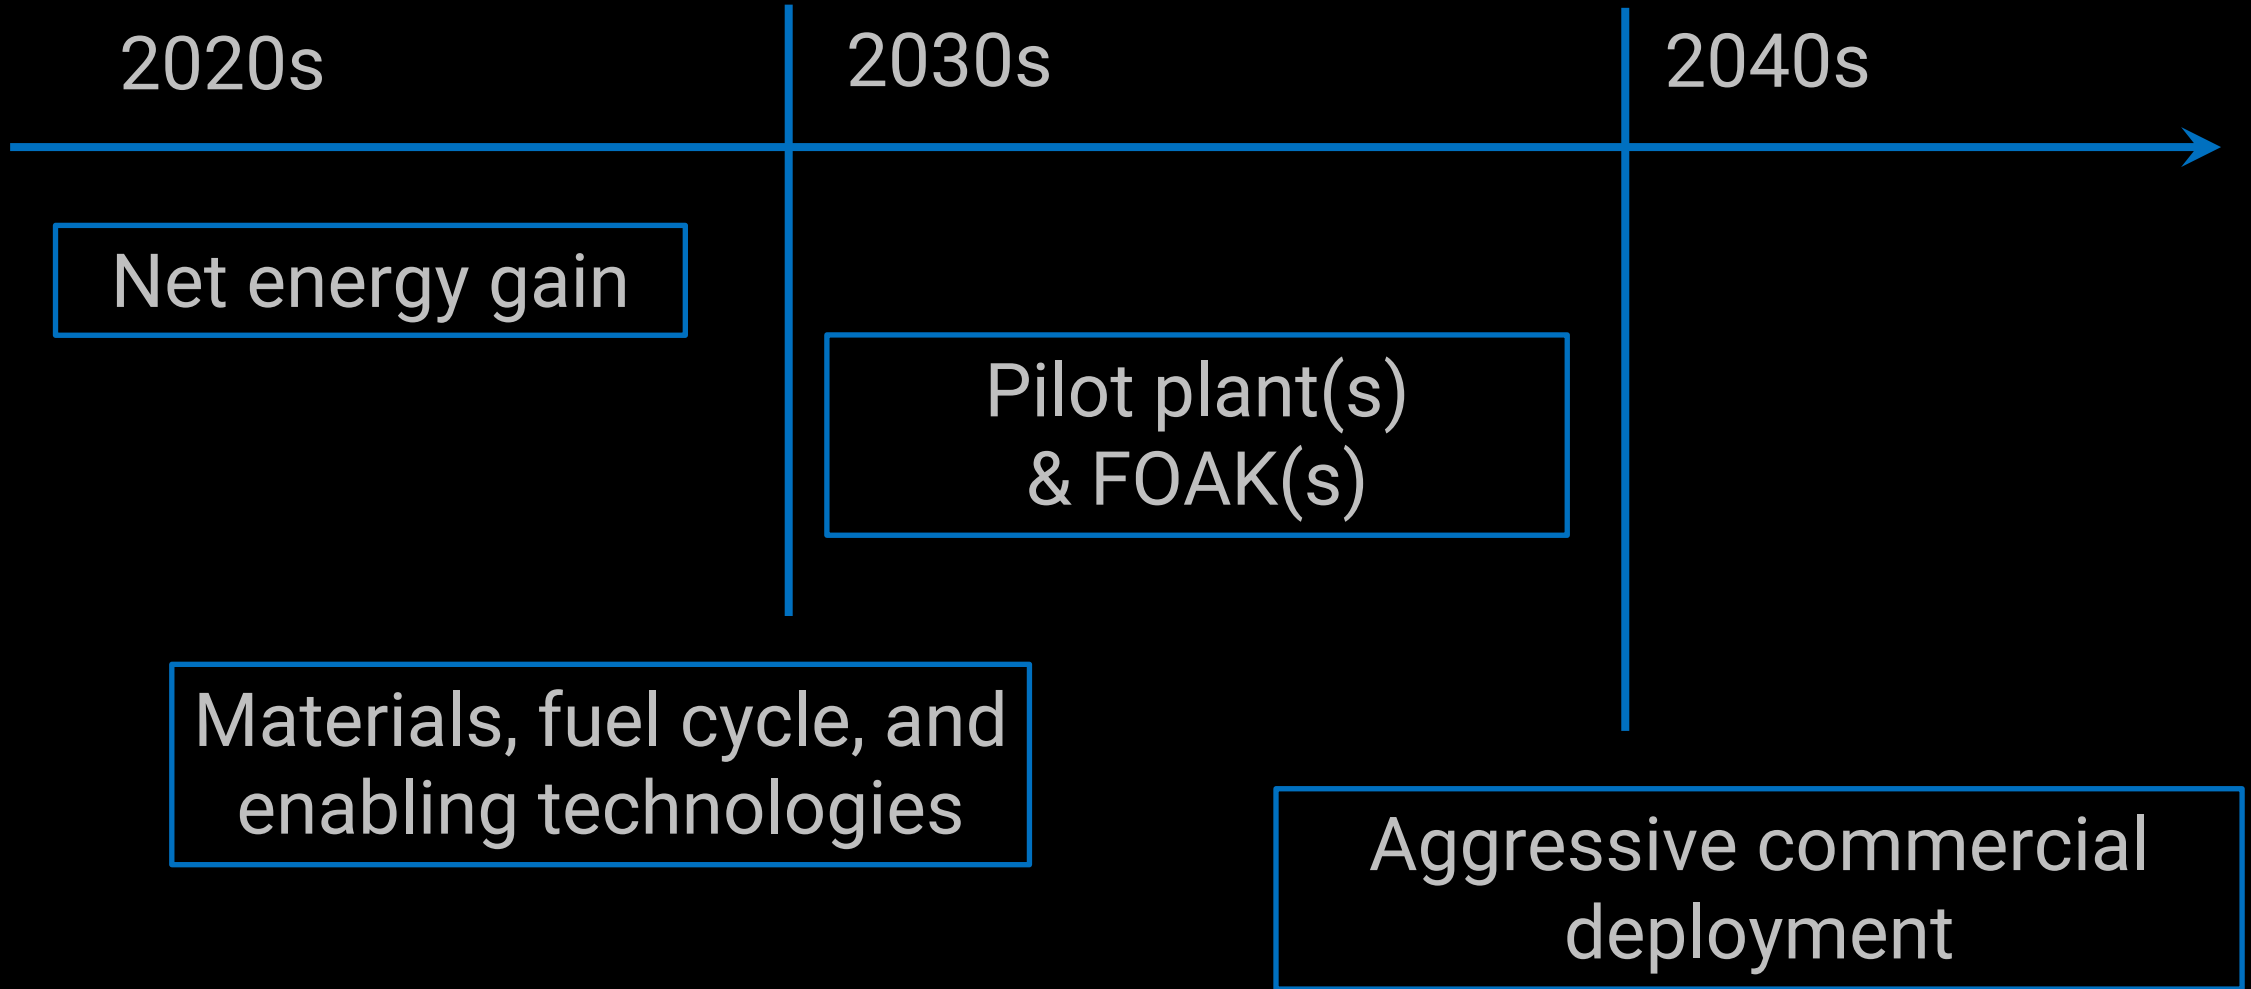 2020s
2030s
2040s
Net energy gain
Pilot plant(s)
& FOAK(s)
Materials, fuel cycle, and
enabling technologies
Aggressive commercial
deployment